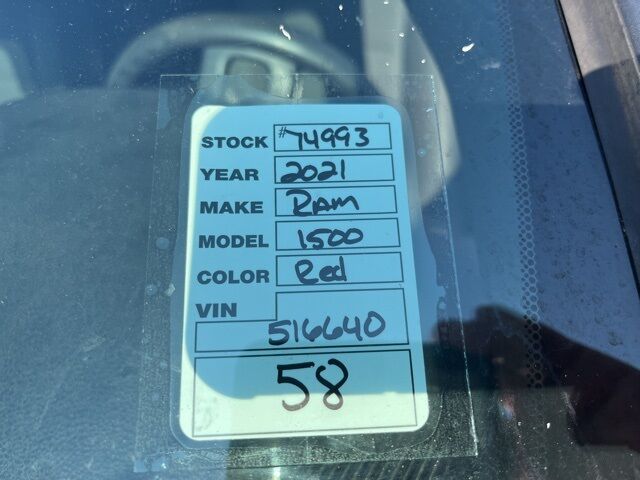 STOCK #74993
YEAR 2021
MAKE Ram
MODEL 1500
COLOR Red
VIN
516640
58